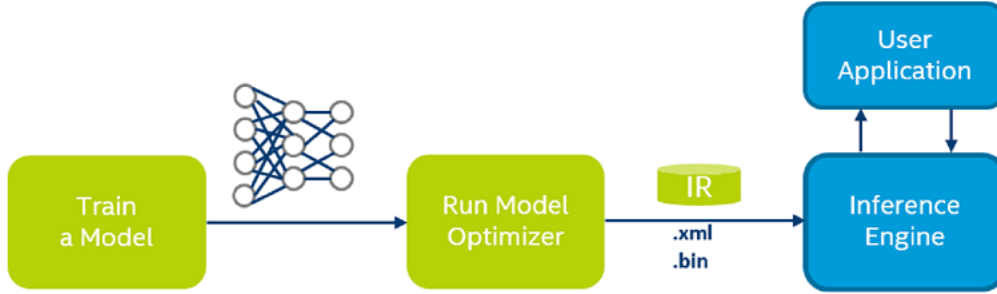 Train
a Model
Run Model
Optimizer
IR
.xml
.bin
User
Application
Inference
Engine